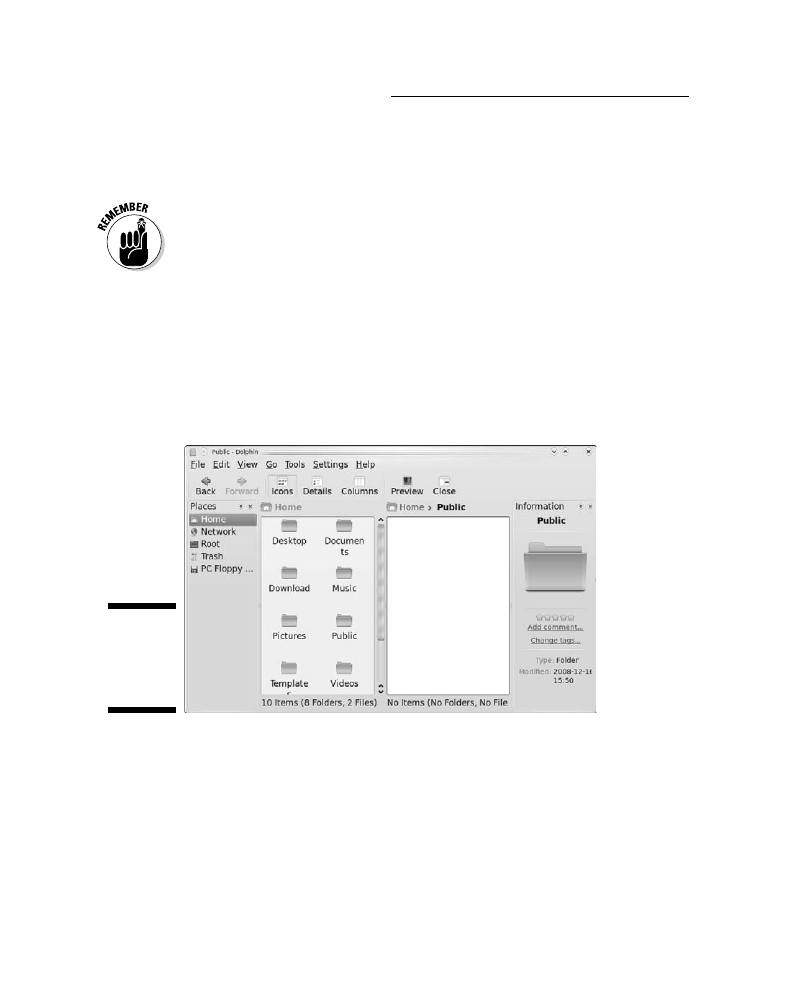 REMEMBER
Public - Dolphin
File Edit View Go Tools Settings Help
Back Forward Icons Details Columns Preview Close
Places
Home
Network
Root
Trash
PC Floppy ...
Home
Desktop
Documen
ts
Download
Music
Pictures
Public
Template
s
Videos
10 Items (8 Folders, 2 Files)
Home > Public
No Items (No Folders, No File
Information
Public
Add comment...
Change tags...
Type: Folder
Modified: 2008-12-16
15:50